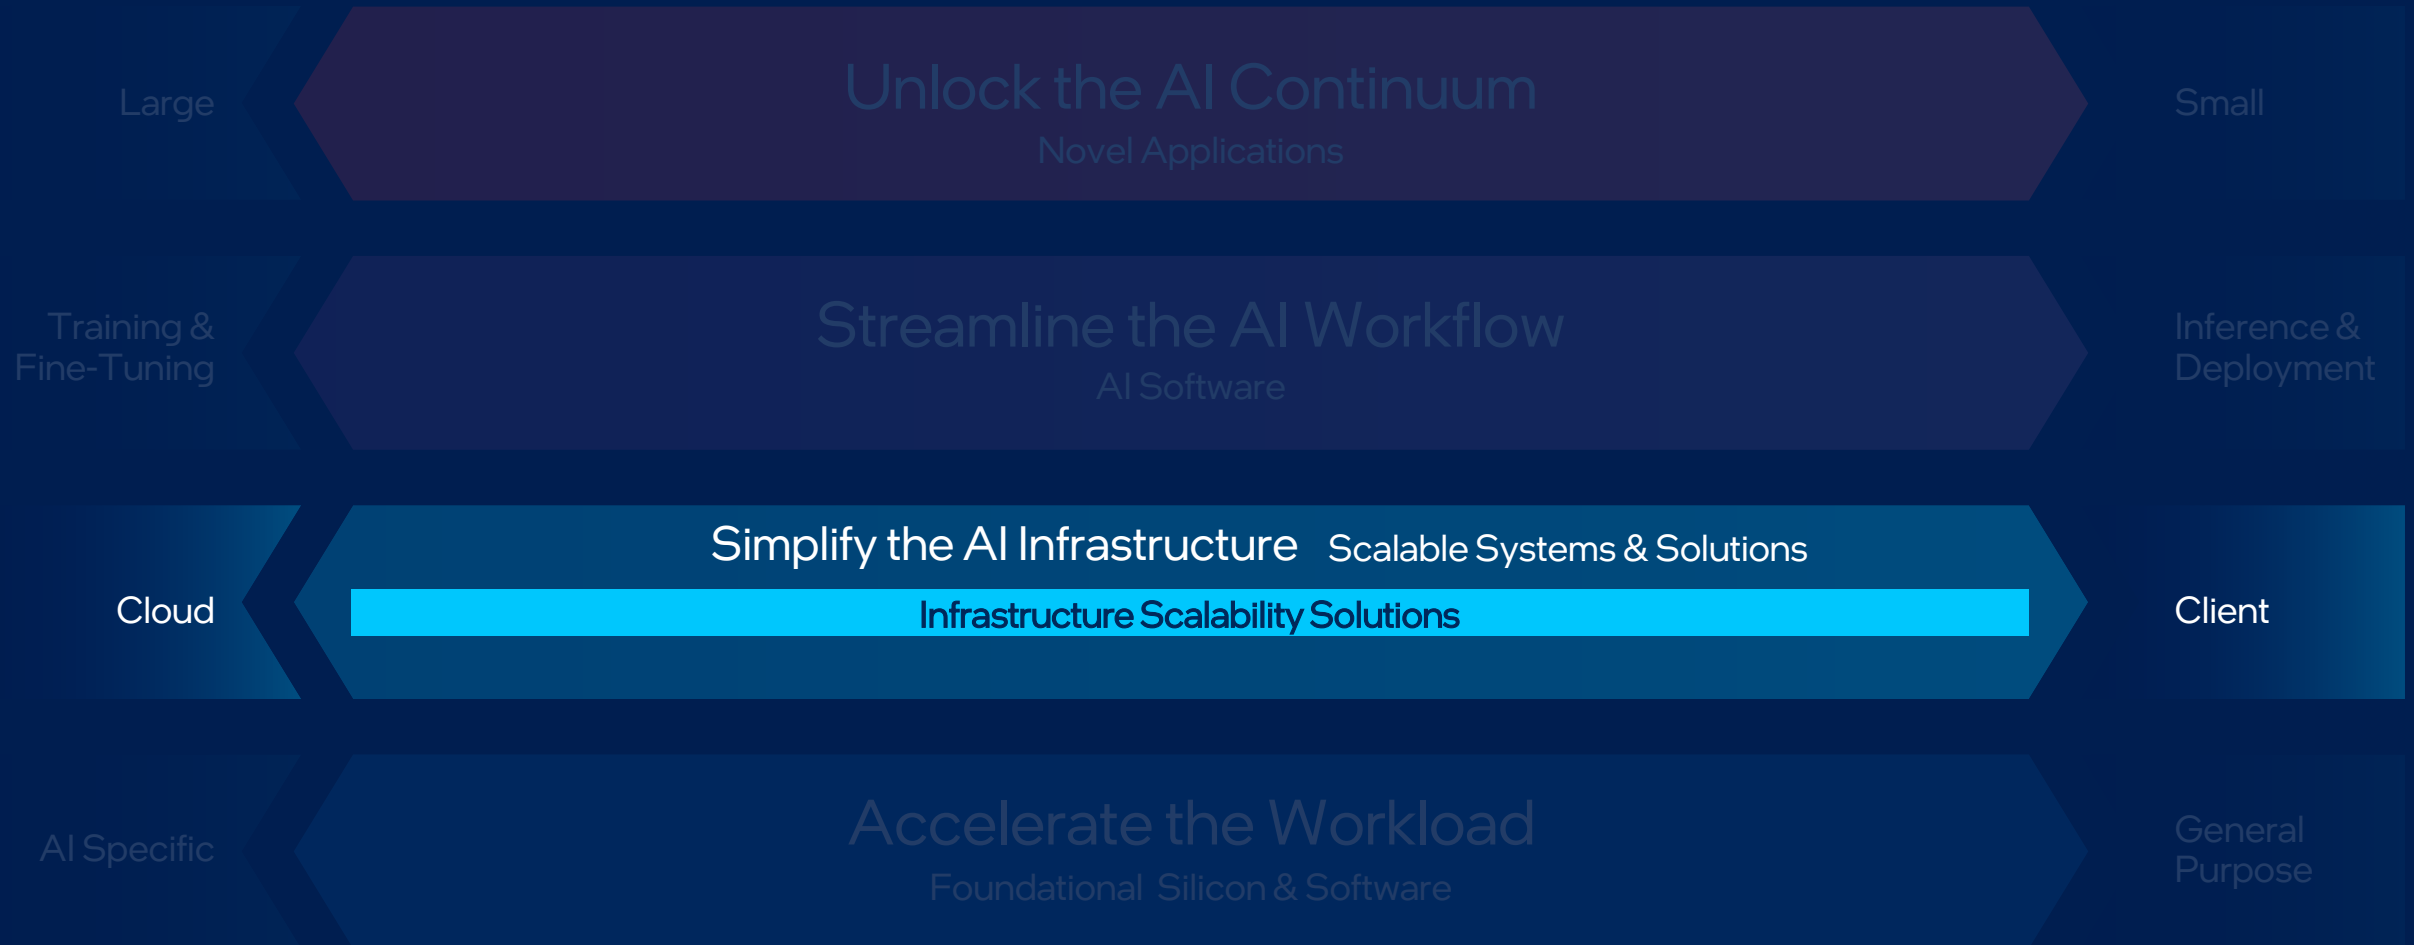 Large
Unlock the AI Continuum
Novel Applications
Small
Training &
Fine-Tuning
Streamline the AI Workflow
AI Software
Inference &
Deployment
Cloud
Simplify the AI Infrastructure Scalable Systems & Solutions
Infrastructure Scalability Solutions
Client
AI Specific
Accelerate the Workload
Foundational Silicon & Software
General
Purpose